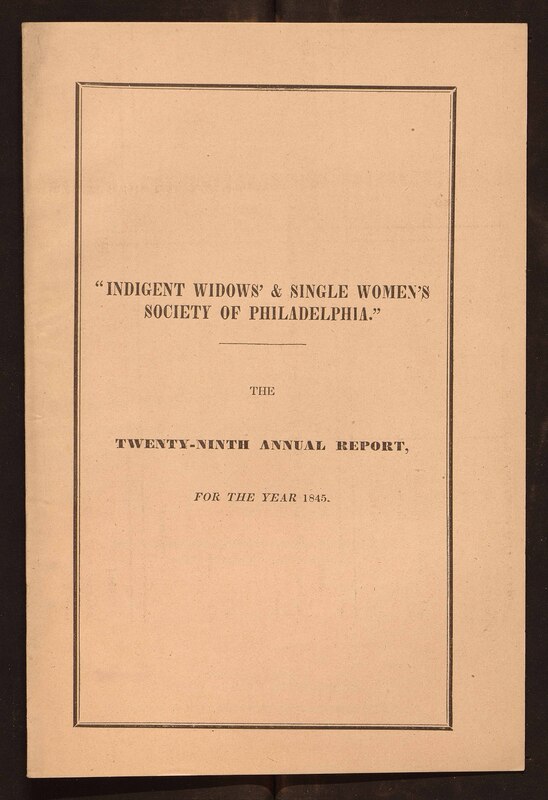 "INDIGENT WIDOWS' & SINGLE WOMEN'S
SOCIETY OF PHILADELPHIA."
THE
TWENTY-NINTH ANNUAL REPORT,
FOR THE YEAR 1845.